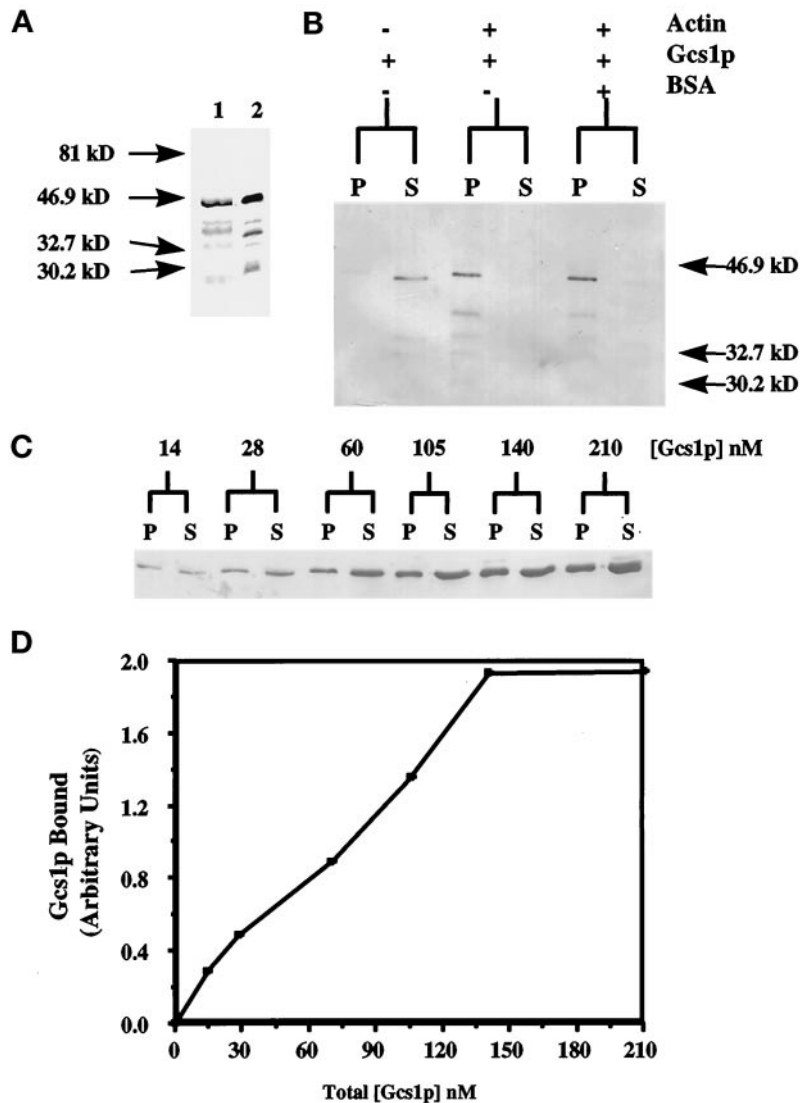 A
1 2
81 kD
46.9 kD
32.7 kD
30.2 kD
B
- + + Actin
+ + + Gcs1p
- - + BSA
P S P S P S
46.9 kD
32.7 kD
30.2 kD
C
14 28 60 105 140 210 [Gcs1p] nM
P S P S P S P S P S P S
D
2.0
1.6
1.2
0.8
0.4
0.0
Gcs1p Bound
(Arbitrary Units)
0 30 60 90 120 150 180 210
Total [Gcs1p] nM